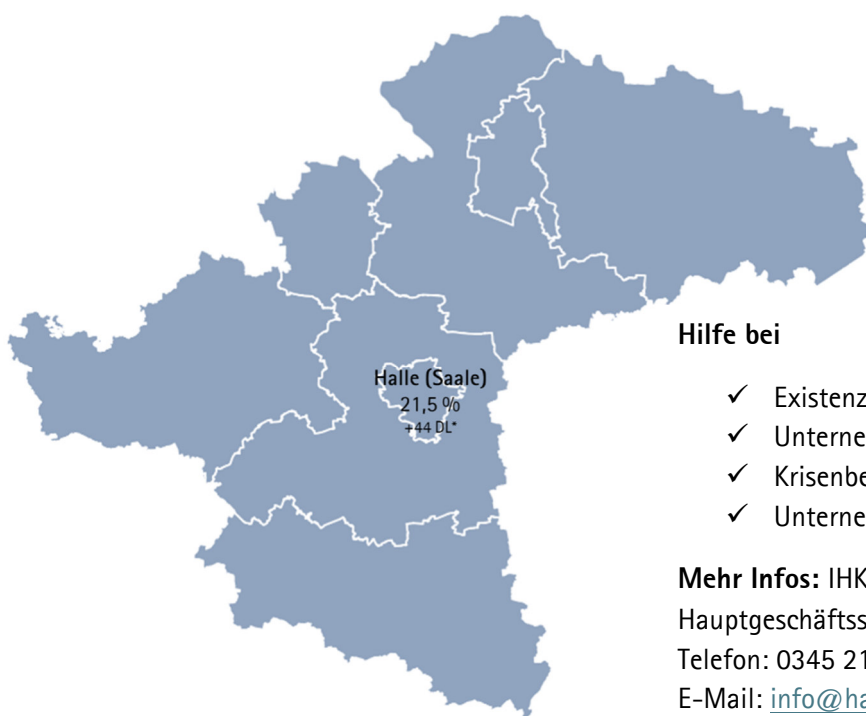 Halle (Saale)
21,5 %
+44 DL*
Hilfe bei
✓ Existenz
✓ Unterne
✓ Krisenbe
✓ Unterne
Mehr Infos: IHK
Hauptgeschäftss
Telefon: 0345 21
E-Mail: info@ha